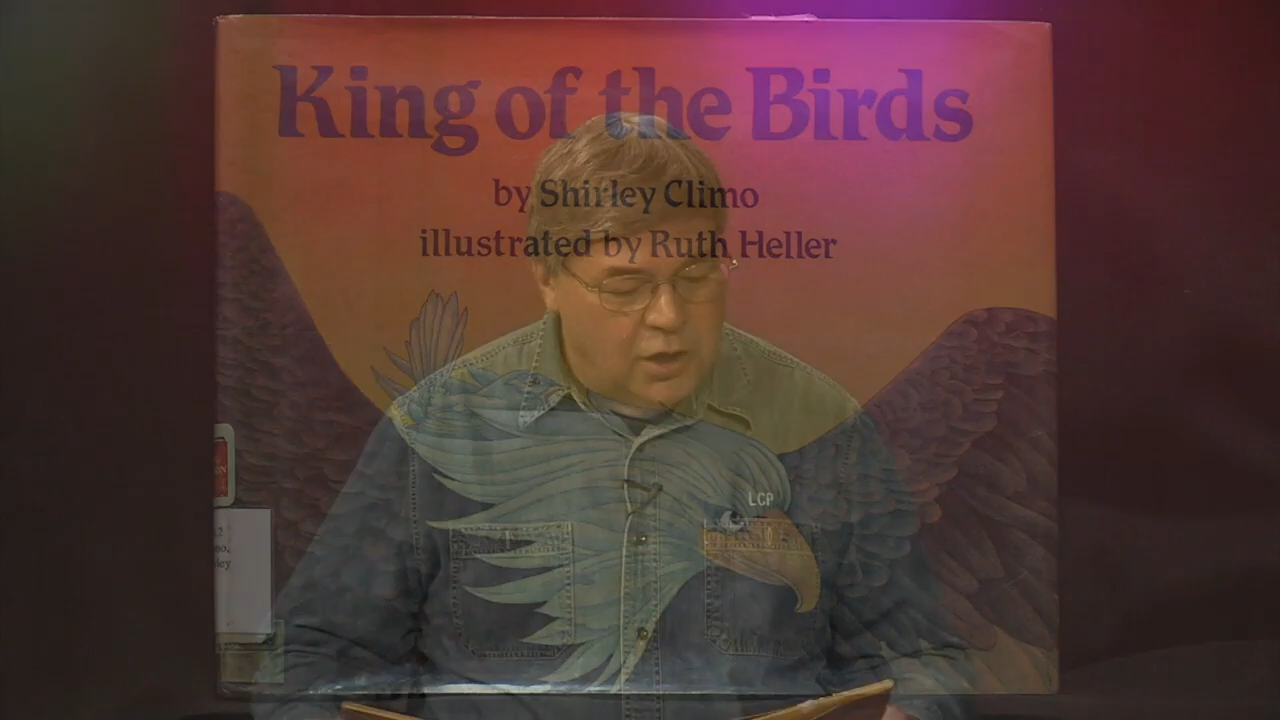 King of the Birds
by Shirley Climo
illustrated by Ruth Heller
LCP